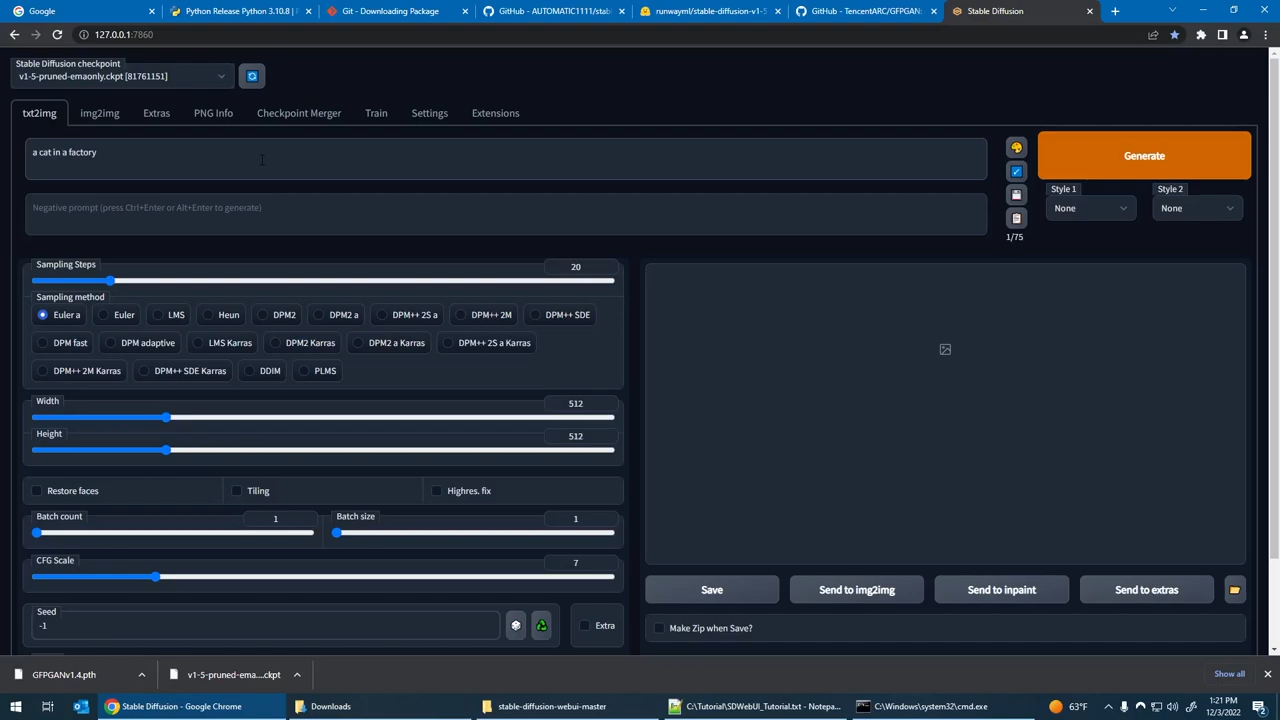 Google
Python Release Python 3.10.8 |
Git - Downloading Package
GitHub - AUTOMATIC1111/stab
runwayml/stable-diffusion-v1-5
GitHub - TencentARC/GFPGAN:
Stable Diffusion
127.0.0.1:7860
Stable Diffusion checkpoint
v1-5-pruned-emaonly.ckpt [81761151]
txt2img
img2img
Extras
PNG Info
Checkpoint Merger
Train
Settings
Extensions
a cat in a factory
Negative prompt (press Ctrl+Enter or Alt+Enter to generate)
1/75
Generate
Style 1
Style 2
None
None
Sampling Steps
20
Sampling method
Euler a
Euler
LMS
Heun
DPM2
DPM2 a
DPM++ 2S a
DPM++ 2M
DPM++ SDE
DPM fast
DPM adaptive
LMS Karras
DPM2 Karras
DPM2 a Karras
DPM++ 2S a Karras
DPM++ 2M Karras
DPM++ SDE Karras
DDIM
PLMS
Width
512
Height
512
Restore faces
Tiling
Highres. fix
Batch count
1
Batch size
1
CFG Scale
7
Seed
-1
Extra
Save
Send to img2img
Send to inpaint
Send to extras
Make Zip when Save?
GFPGANv1.4.pth
v1-5-pruned-ema....ckpt
Show all
Stable Diffusion - Google Chrome
Downloads
stable-diffusion-webui-master
C:\Tutorial\SDWebUI_Tutorial.txt - Notepa...
C:\Windows\system32\cmd.exe
63°F
1:21 PM
12/3/2022